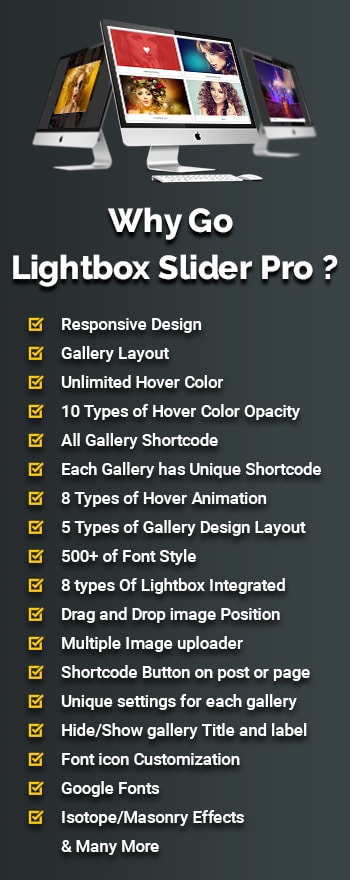 Why Go
Lightbox Slider Pro ?
Responsive Design
Gallery Layout
Unlimited Hover Color
10 Types of Hover Color Opacity
All Gallery Shortcode
Each Gallery has Unique Shortcode
8 Types of Hover Animation
5 Types of Gallery Design Layout
500+ of Font Style
8 types Of Lightbox Integrated
Drag and Drop image Position
Multiple Image uploader
Shortcode Button on post or page
Unique settings for each gallery
Hide/Show gallery Title and label
Font icon Customization
Google Fonts
Isotope/Masonry Effects
& Many More